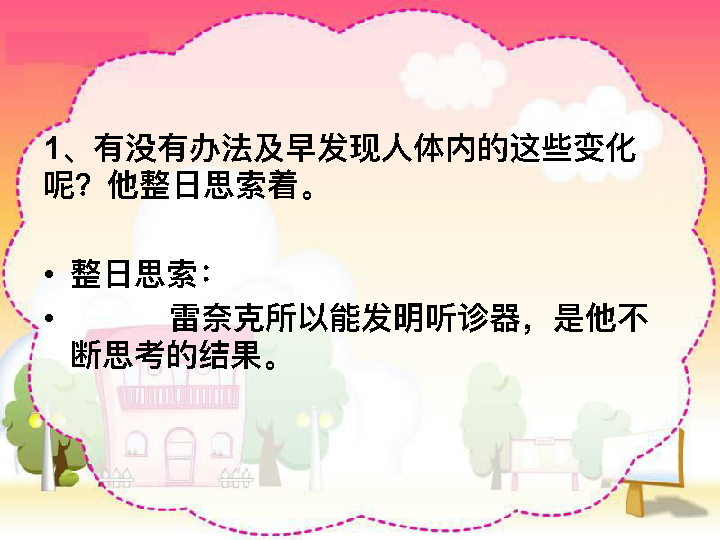 1、有没有办法及早发现人体内的这些变化
呢？他整日思索着。
• 整日思索：
• 雷奈克所以能发明听诊器，是他不
断思考的结果。